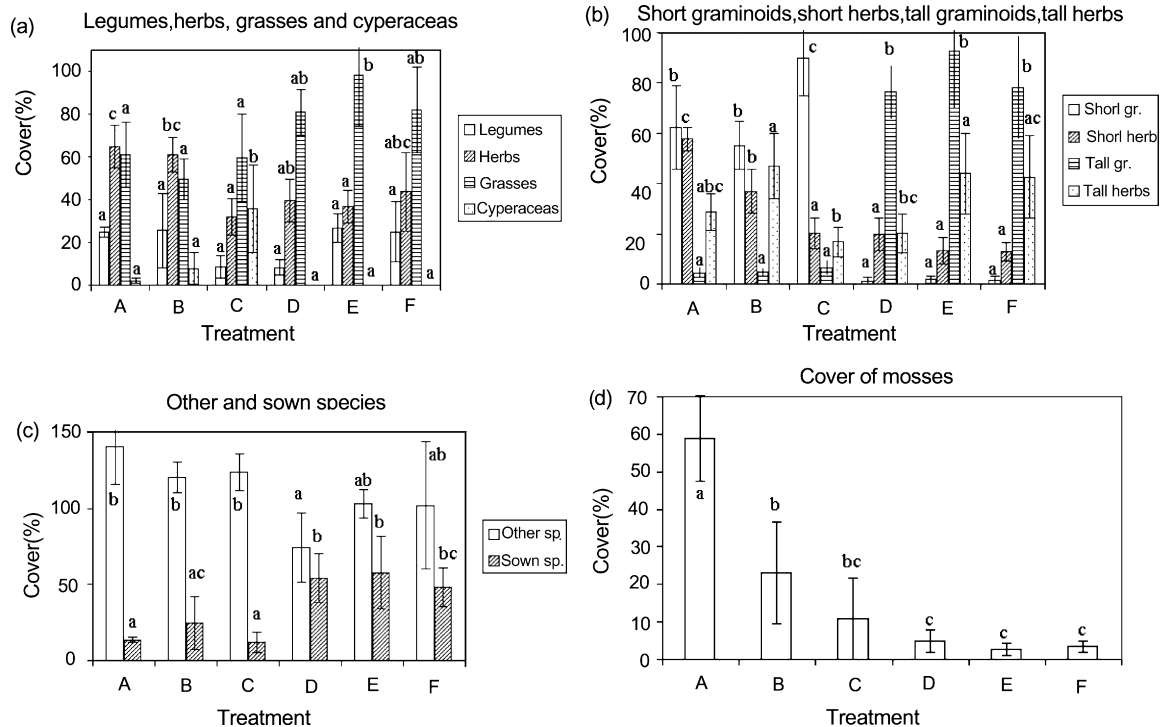 (a)
Legumes,herbs, grasses and cyperaceas
Cover(%)
100
80
60
40
20
0
a c a a
a bc a a
a a a b
a ab ab a
a a b a
abc a ab a
A B C D E F
Treatment
Legumes
Herbs
Grasses
Cyperaceas
(b)
Short graminoids,short herbs,tall graminoids,tall herbs
Cover(%)
100
80
60
40
20
0
b c a abc
b b a a
c a a b
a a b bc
a a b a
a a b ac
A B C D E F
Treatment
Shorl gr.
Shorl herb
Tall gr.
Tall herbs
(c)
Other and sown species
Cover(%)
150
100
50
0
b a
b ac
b a
a b
ab b
ab bc
A B C D E F
Treatment
Other sp.
Sown sp.
(d)
Cover of mosses
Cover(%)
70
60
50
40
30
20
10
0
a b bc c c c
A B C D E F
Treatment